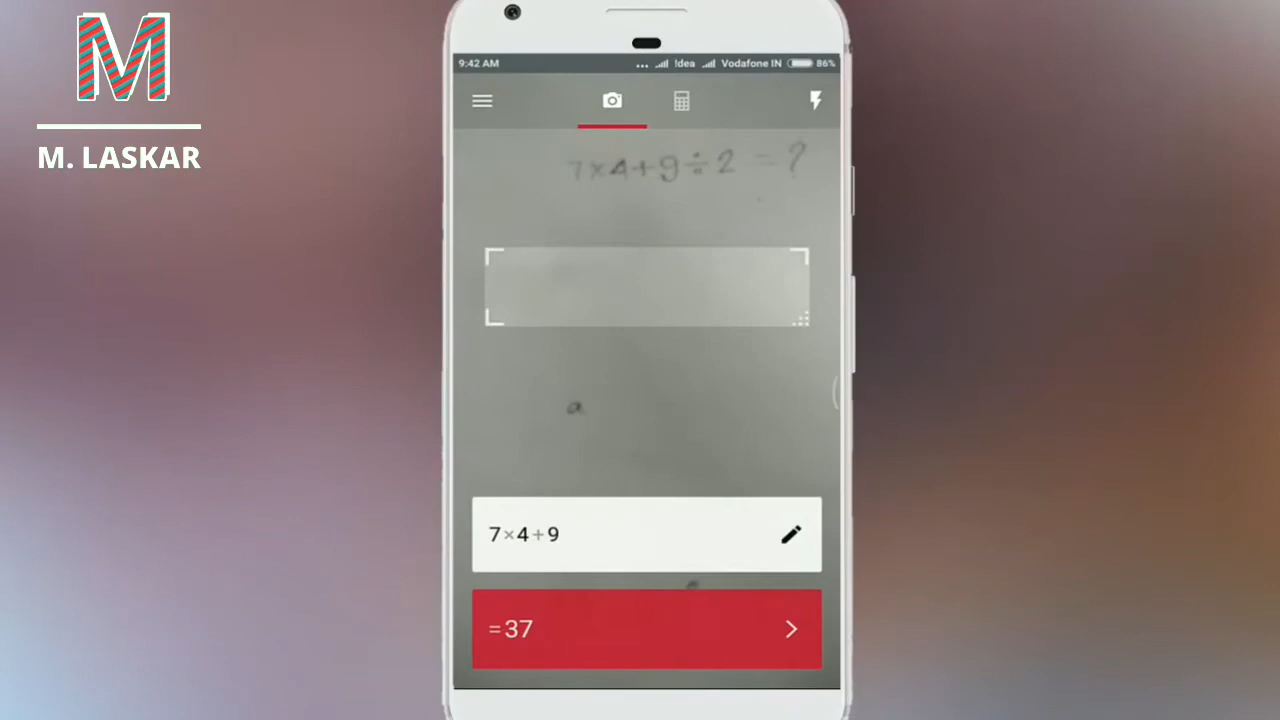 M
M. LASKAR
9:42 AM
... Idea Vodafone IN 86%
7×4+9÷2 = ?
a
7×4+9
=37